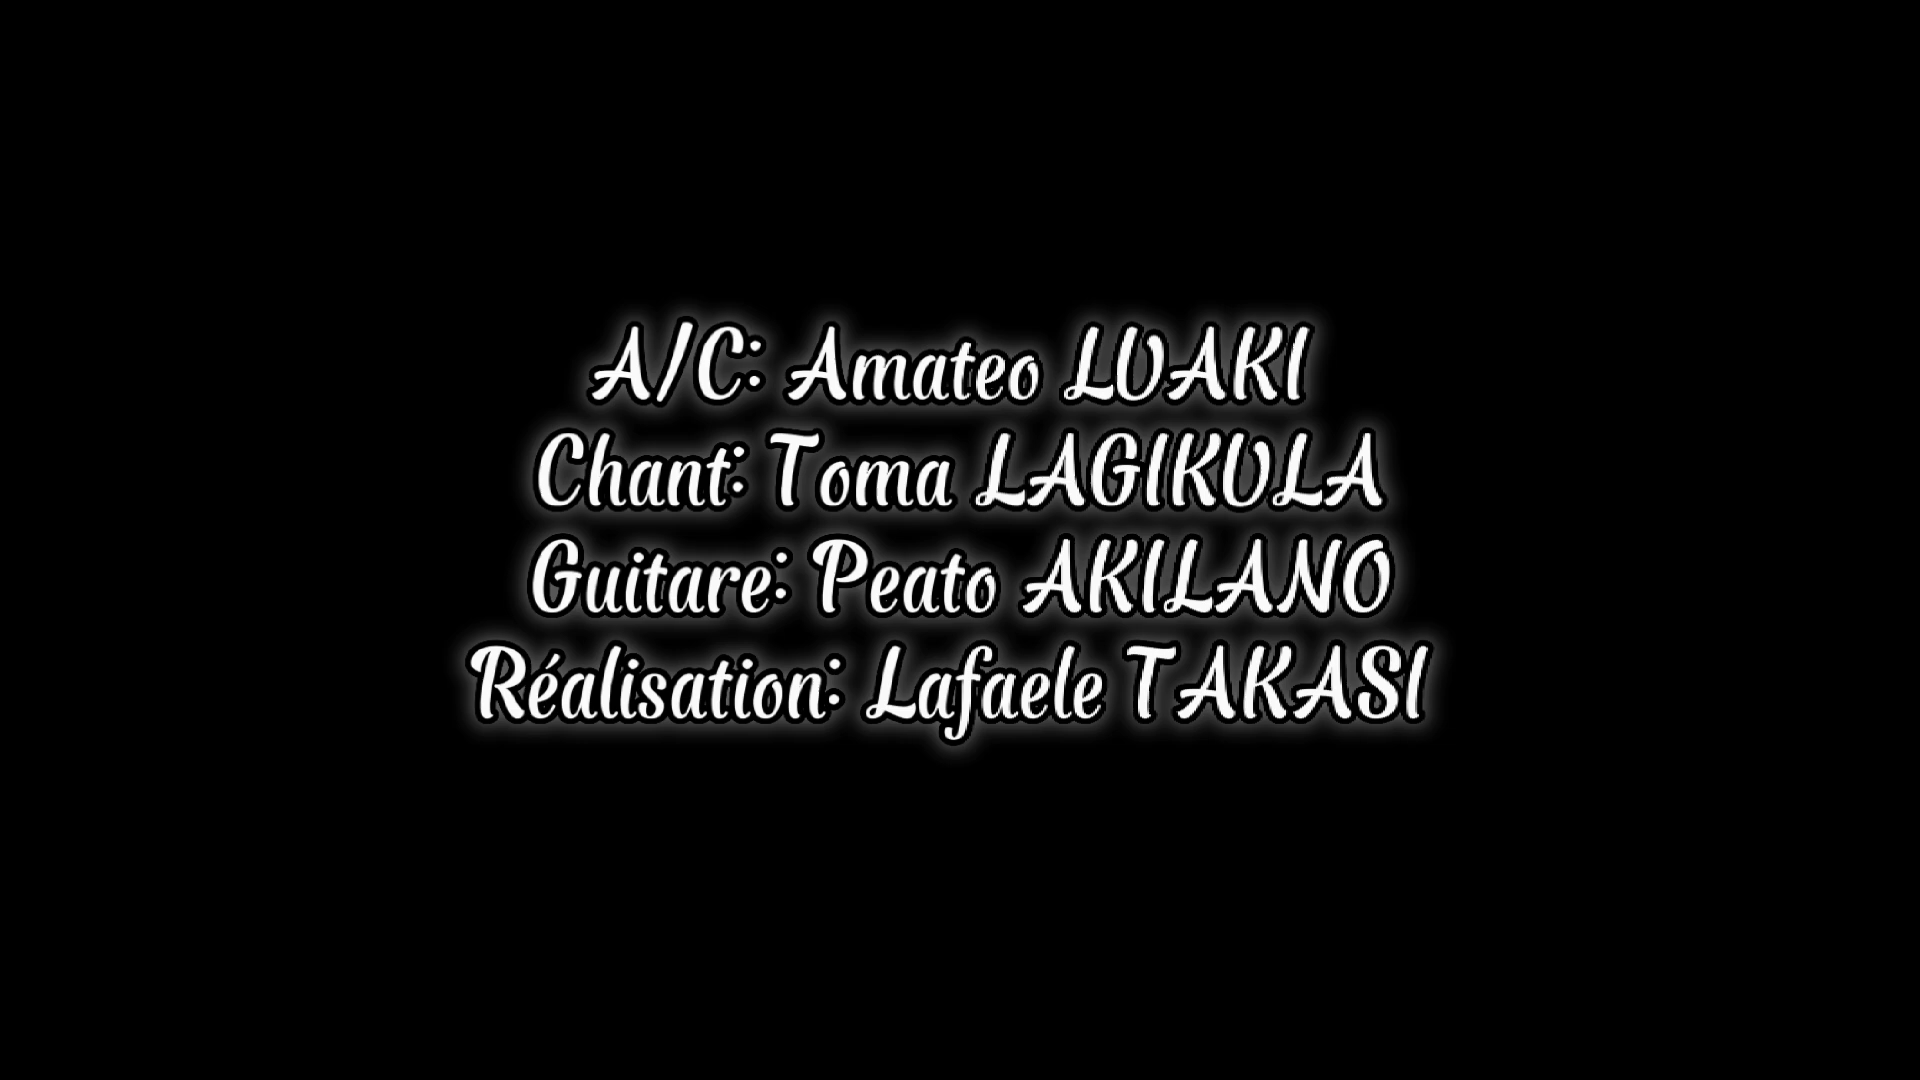 A/C: Amateo LUAKI
Chant: Toma LAGIKULA
Guitare: Peato AKILANO
Réalisation: Lafaele TAKASI